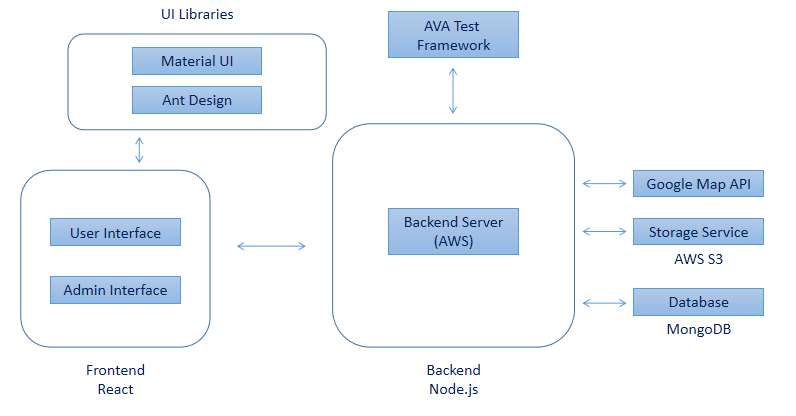 UI Libraries
Material UI
Ant Design
AVA Test
Framework
User Interface
Admin Interface
Frontend
React
Backend Server
(AWS)
Backend
Node.js
Google Map API
Storage Service
AWS S3
Database
MongoDB